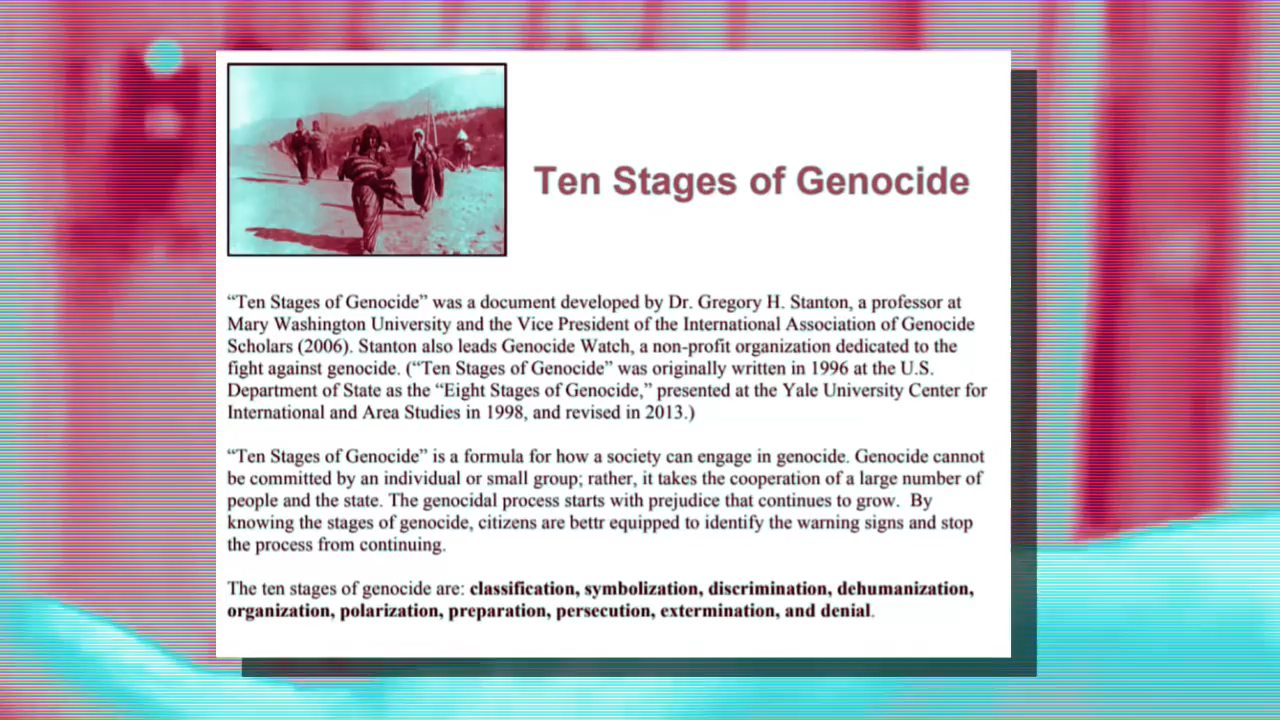 Ten Stages of Genocide
“Ten Stages of Genocide” was a document developed by Dr. Gregory H. Stanton, a professor at
Mary Washington University and the Vice President of the International Association of Genocide
Scholars (2006). Stanton also leads Genocide Watch, a non-profit organization dedicated to the
fight against genocide. (“Ten Stages of Genocide” was originally written in 1996 at the U.S.
Department of State as the “Eight Stages of Genocide,” presented at the Yale University Center for
International and Area Studies in 1998, and revised in 2013.)
“Ten Stages of Genocide” is a formula for how a society can engage in genocide. Genocide cannot
be committed by an individual or small group; rather, it takes the cooperation of a large number of
people and the state. The genocidal process starts with prejudice that continues to grow. By
knowing the stages of genocide, citizens are bettr equipped to identify the warning signs and stop
the process from continuing.
The ten stages of genocide are: classification, symbolization, discrimination, dehumanization,
organization, polarization, preparation, persecution, extermination, and denial.